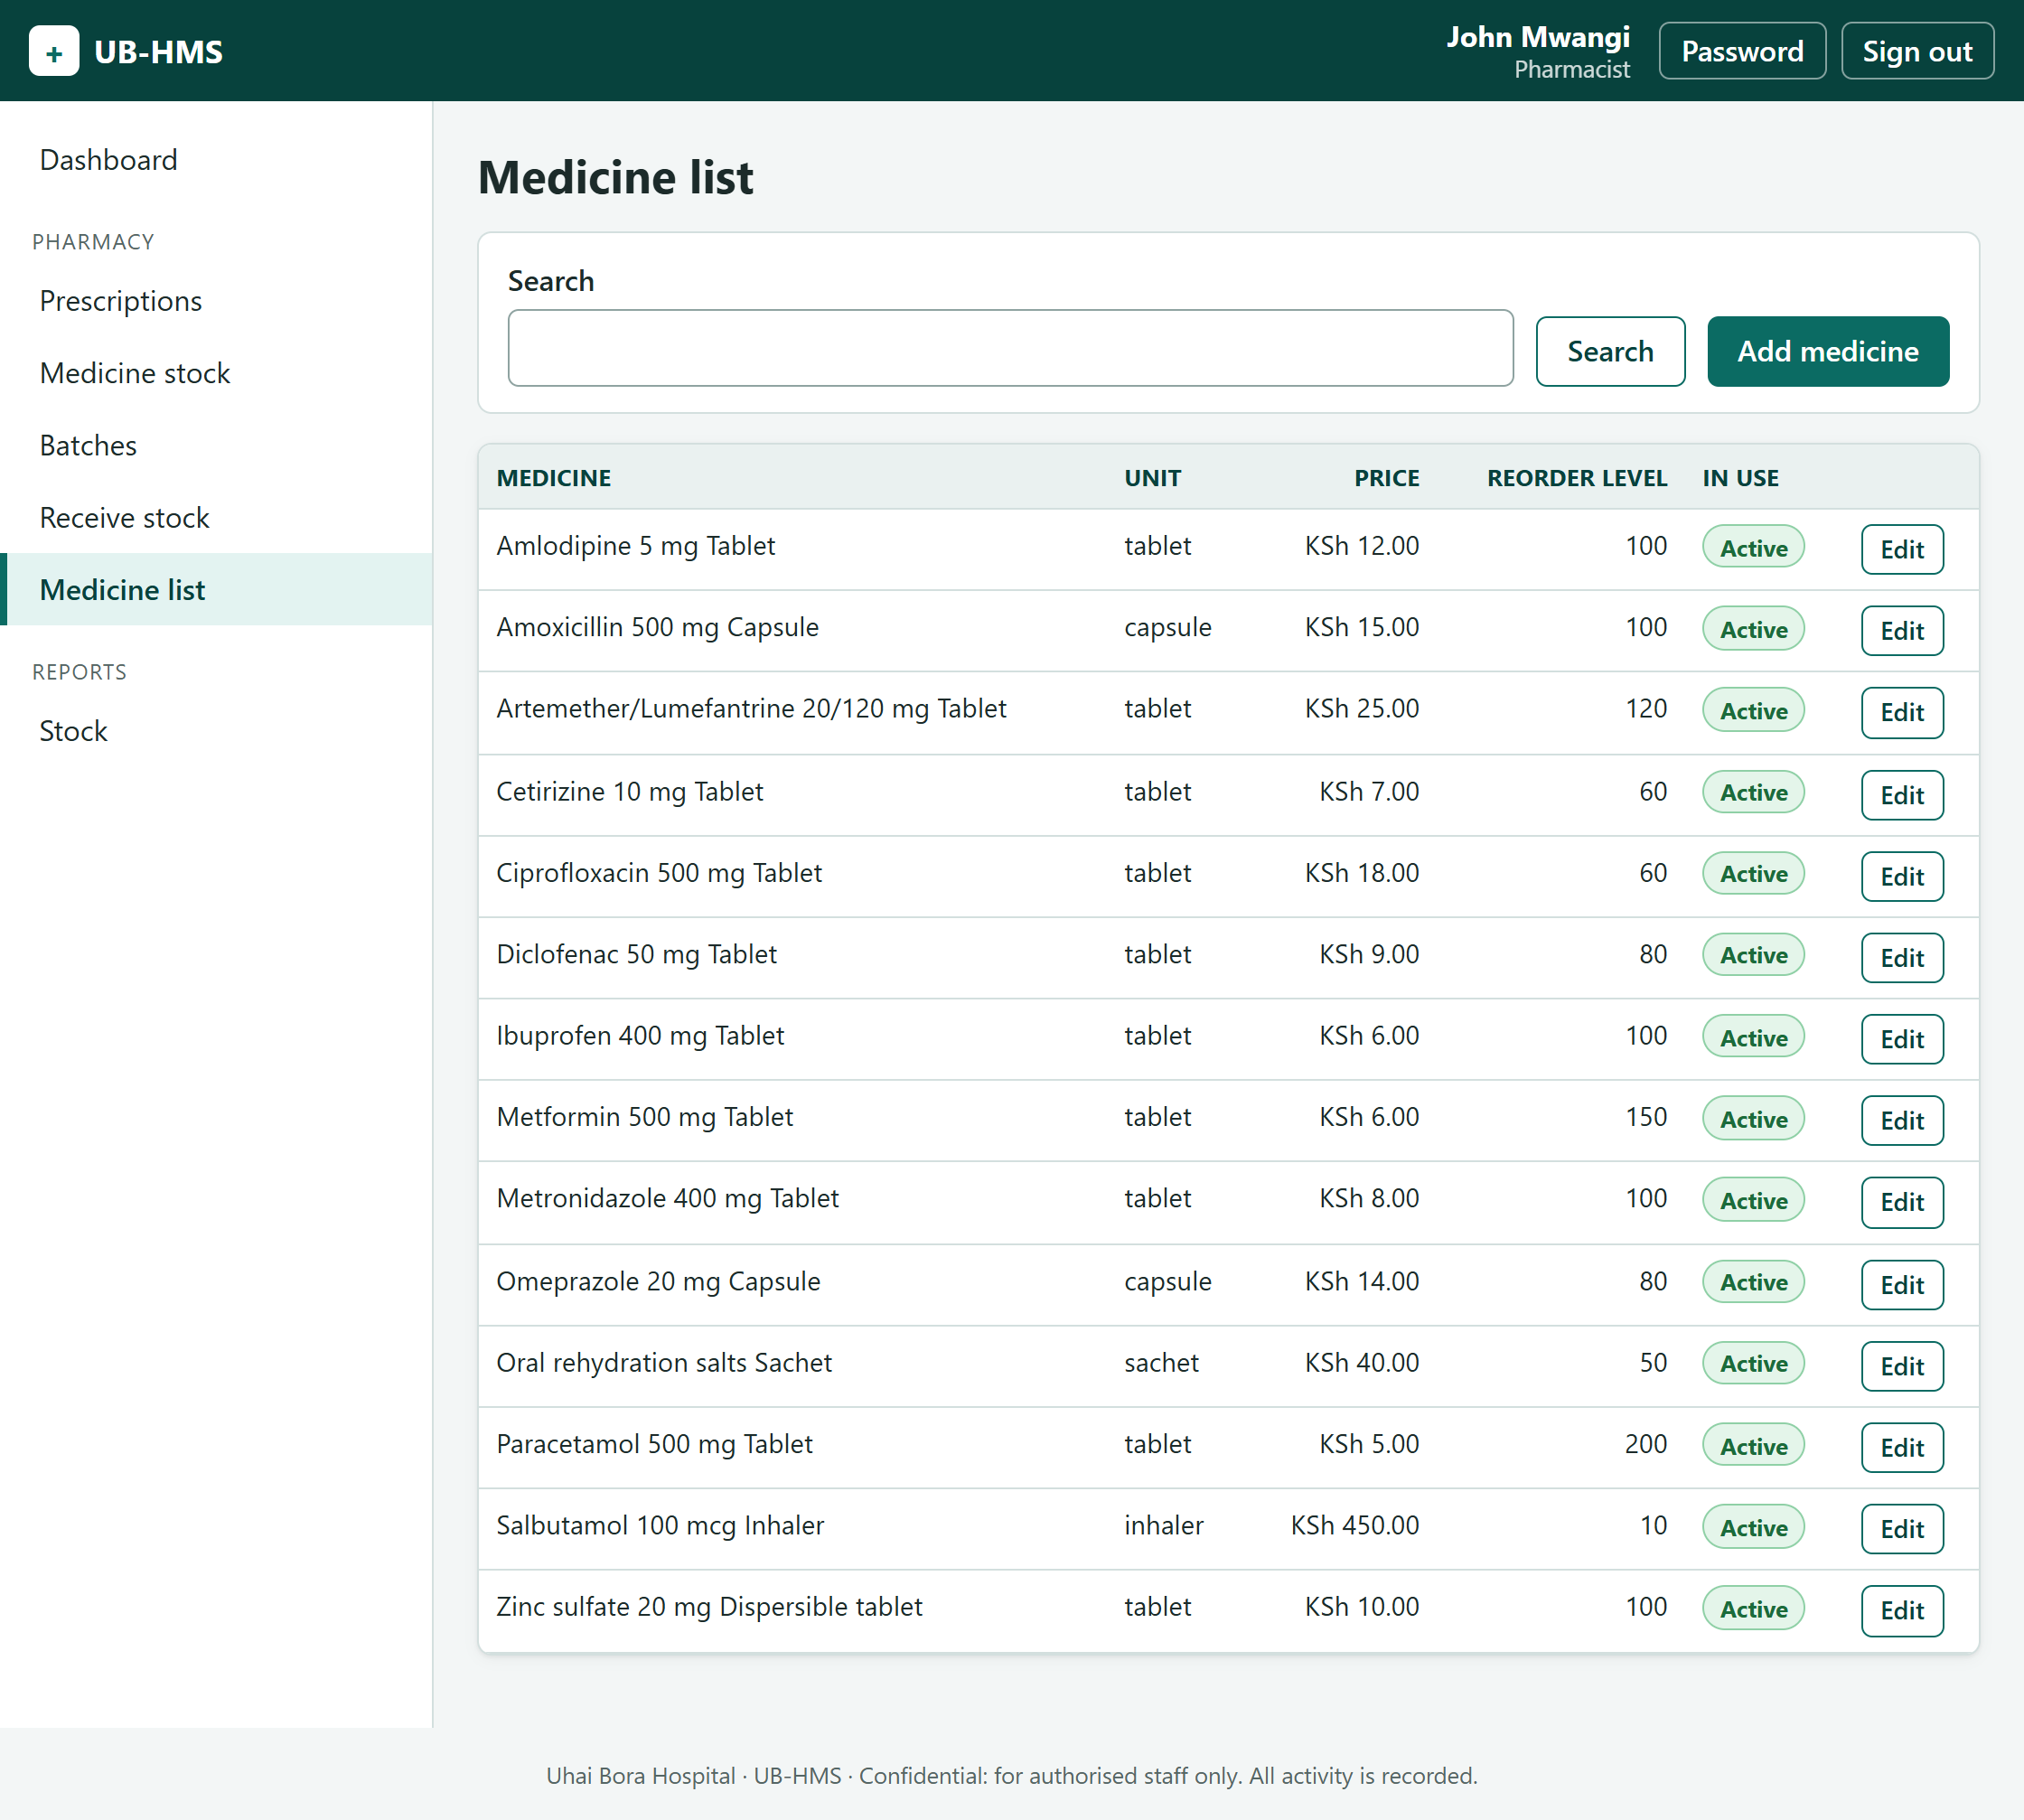 + UB-HMS
John Mwangi
Pharmacist
Password
Sign out
Dashboard
PHARMACY
Prescriptions
Medicine stock
Batches
Receive stock
Medicine list
REPORTS
Stock
Medicine list
Search
Search
Add medicine
MEDICINE UNIT PRICE REORDER LEVEL IN USE
Amlodipine 5 mg Tablet tablet KSh 12.00 100 Active Edit
Amoxicillin 500 mg Capsule capsule KSh 15.00 100 Active Edit
Artemether/Lumefantrine 20/120 mg Tablet tablet KSh 25.00 120 Active Edit
Cetirizine 10 mg Tablet tablet KSh 7.00 60 Active Edit
Ciprofloxacin 500 mg Tablet tablet KSh 18.00 60 Active Edit
Diclofenac 50 mg Tablet tablet KSh 9.00 80 Active Edit
Ibuprofen 400 mg Tablet tablet KSh 6.00 100 Active Edit
Metformin 500 mg Tablet tablet KSh 6.00 150 Active Edit
Metronidazole 400 mg Tablet tablet KSh 8.00 100 Active Edit
Omeprazole 20 mg Capsule capsule KSh 14.00 80 Active Edit
Oral rehydration salts Sachet sachet KSh 40.00 50 Active Edit
Paracetamol 500 mg Tablet tablet KSh 5.00 200 Active Edit
Salbutamol 100 mcg Inhaler inhaler KSh 450.00 10 Active Edit
Zinc sulfate 20 mg Dispersible tablet tablet KSh 10.00 100 Active Edit
Uhai Bora Hospital · UB-HMS · Confidential: for authorised staff only. All activity is recorded.